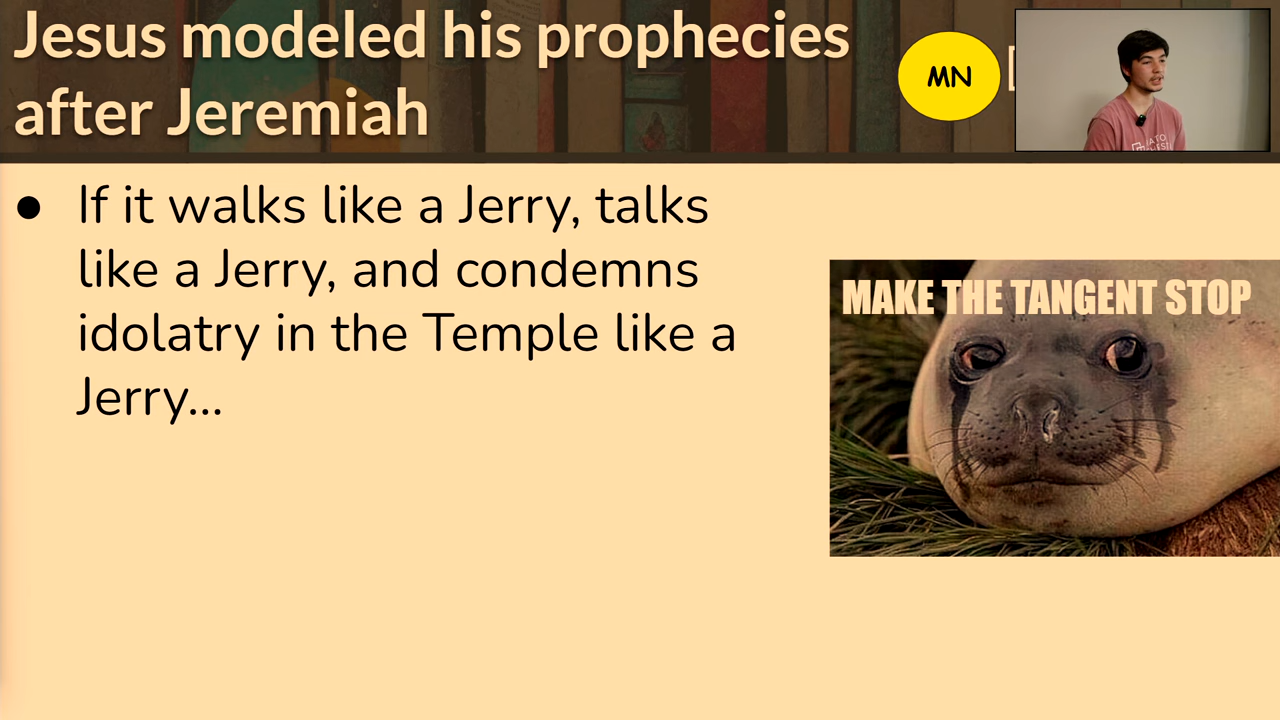 Jesus modeled his prophecies
after Jeremiah
MN
● If it walks like a Jerry, talks
like a Jerry, and condemns
idolatry in the Temple like a
Jerry...
MAKE THE TANGENT STOP